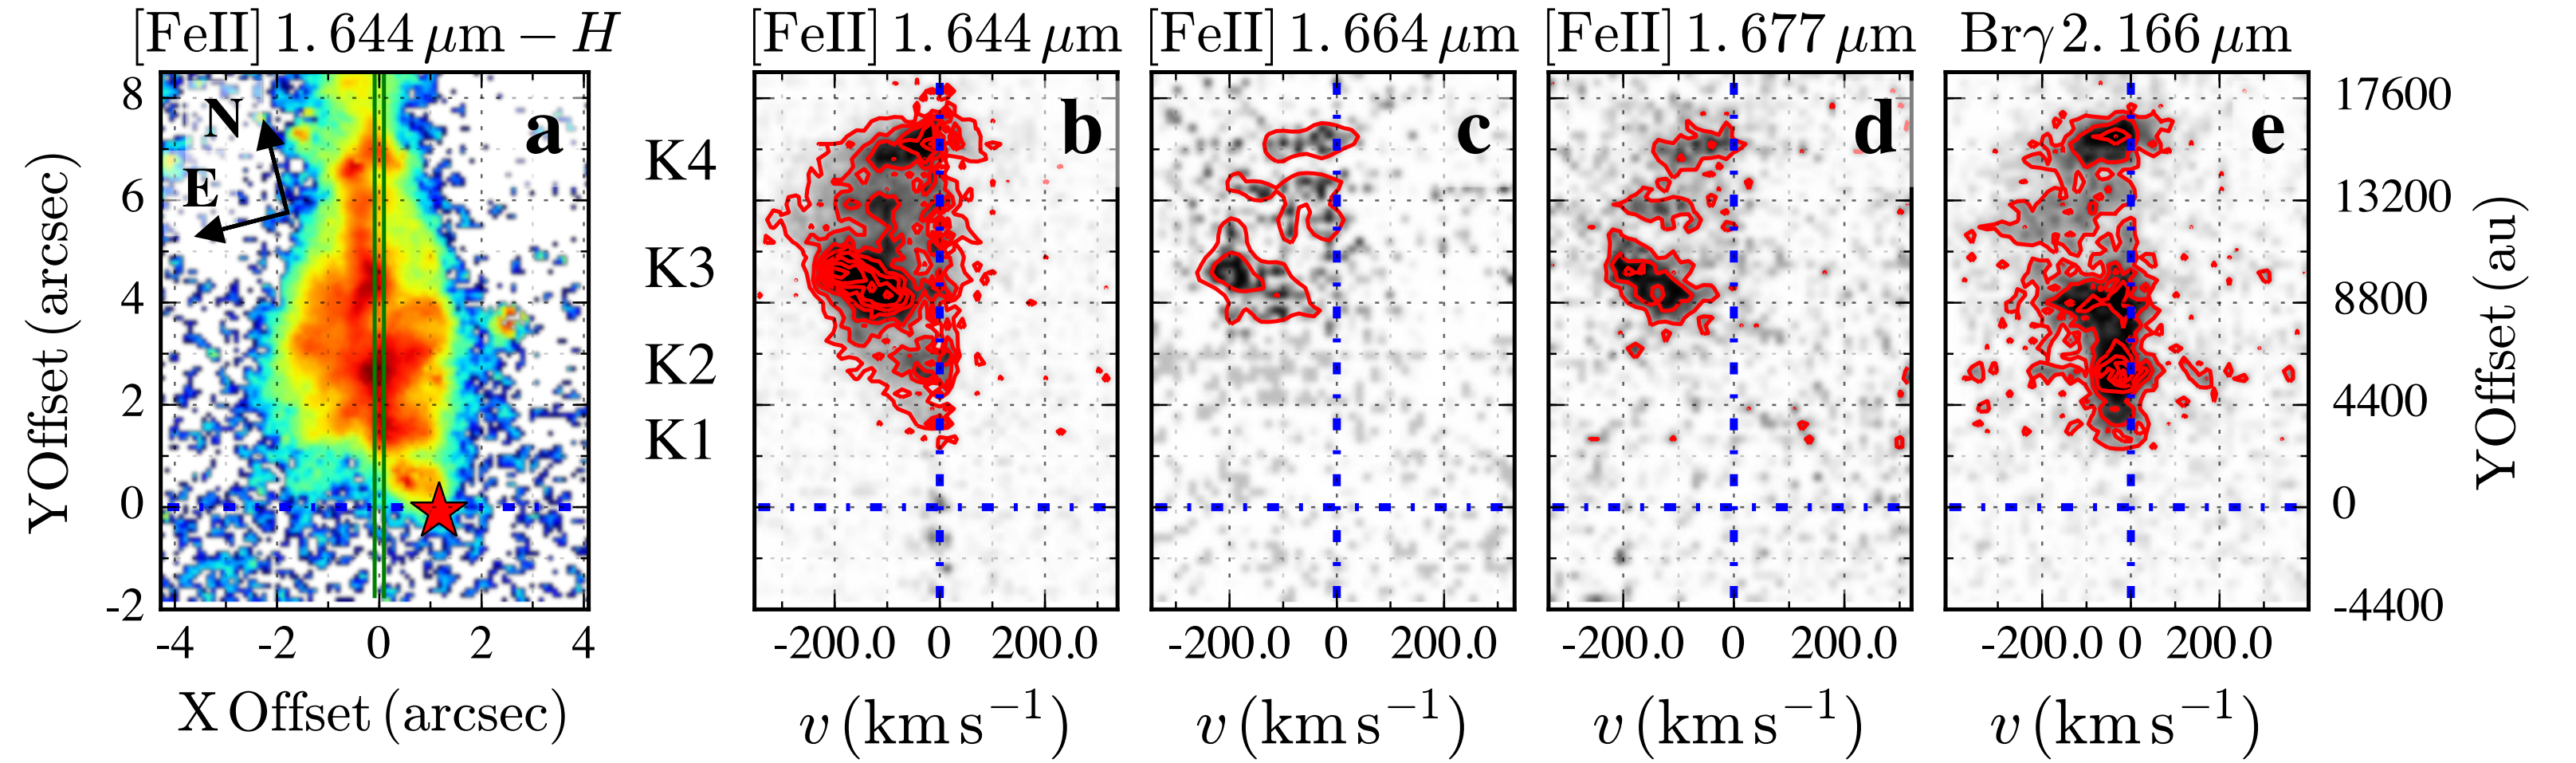 [FeII] 1.644 μm − H
[FeII] 1.644 μm
[FeII] 1.664 μm
[FeII] 1.677 μm
Brγ 2.166 μm
a
b
c
d
e
N
E
8
6
4
2
0
-2
Y Offset (arcsec)
-4 -2 0 2 4
X Offset (arcsec)
K4
K3
K2
K1
-200.0 0 200.0
v (km s⁻¹)
-200.0 0 200.0
v (km s⁻¹)
-200.0 0 200.0
v (km s⁻¹)
-200.0 0 200.0
v (km s⁻¹)
17600
13200
8800
4400
0
-4400
Y Offset (au)